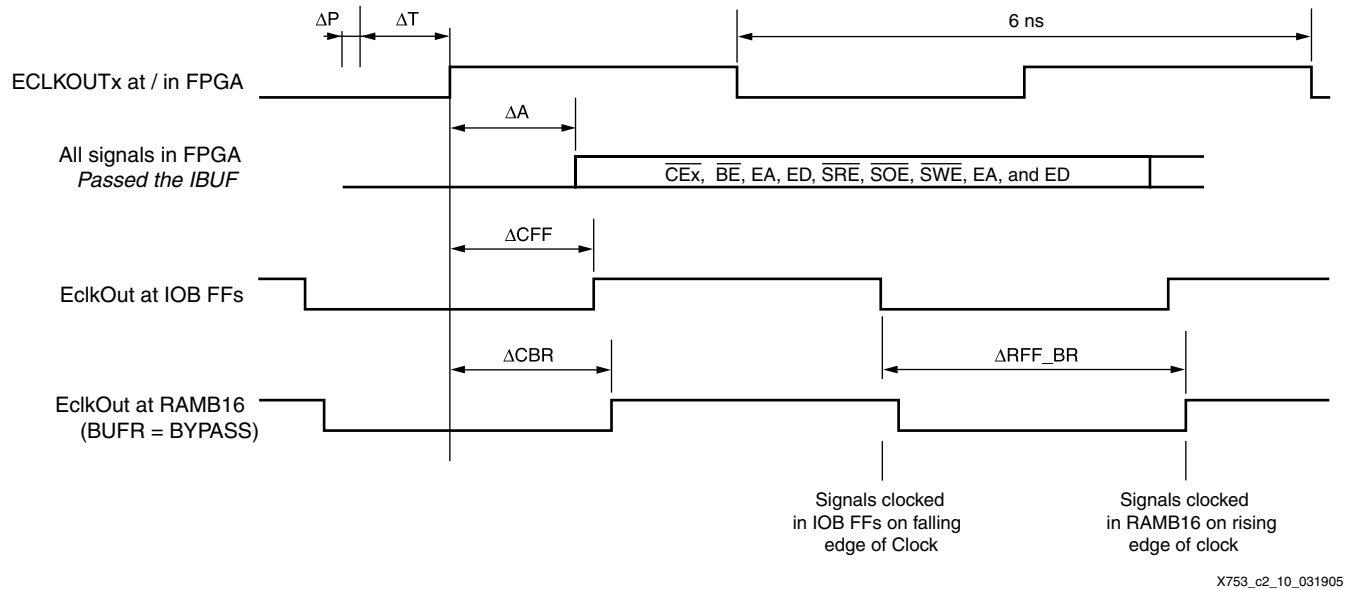 ΔP
ΔT
6 ns
ECLKOUTx at / in FPGA
ΔA
All signals in FPGA
Passed the IBUF
CEx, BE, EA, ED, SRE, SOE, SWE, EA, and ED
ΔCFF
EclkOut at IOB FFs
ΔCBR
ΔRFF_BR
EclkOut at RAMB16
(BUFR = BYPASS)
Signals clocked
in IOB FFs on falling
edge of Clock
Signals clocked
in RAMB16 on rising
edge of clock
X753_c2_10_031905